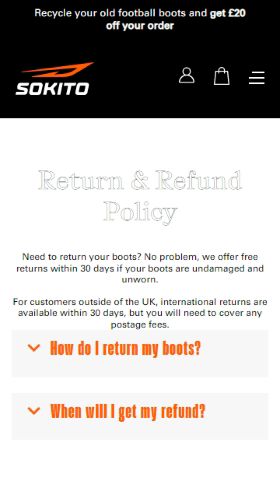 Recycle your old football boots and get £20
off your order
SOKITO
Return & Refund
Policy
Need to return your boots? No problem, we offer free
returns within 30 days if your boots are undamaged and
unworn.
For customers outside of the UK, international returns are
available within 30 days, but you will need to cover any
postage fees.
How do I return my boots?
When will I get my refund?